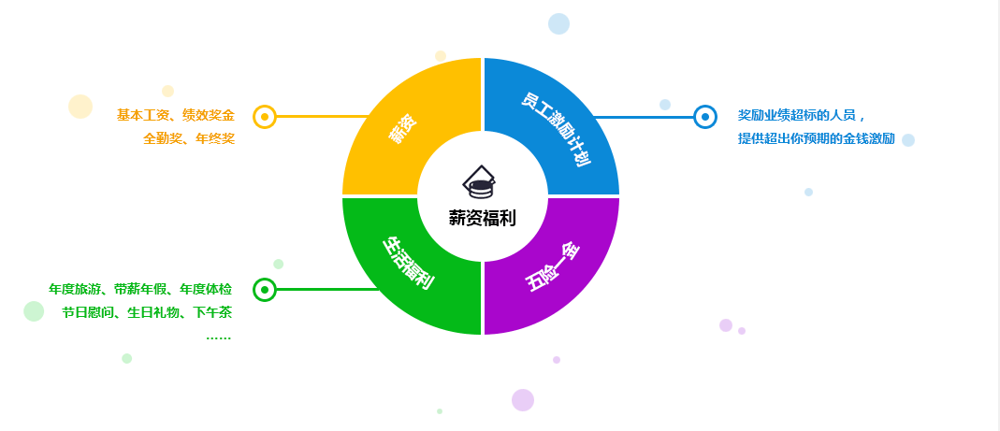 基本工资、绩效奖金
全勤奖、年终奖
薪资
员工激励计划
奖励业绩超标的人员，
提供超出你预期的金钱激励
薪资福利
生活福利
五险一金
年度旅游、带薪年假、年度体检
节日慰问、生日礼物、下午茶
……